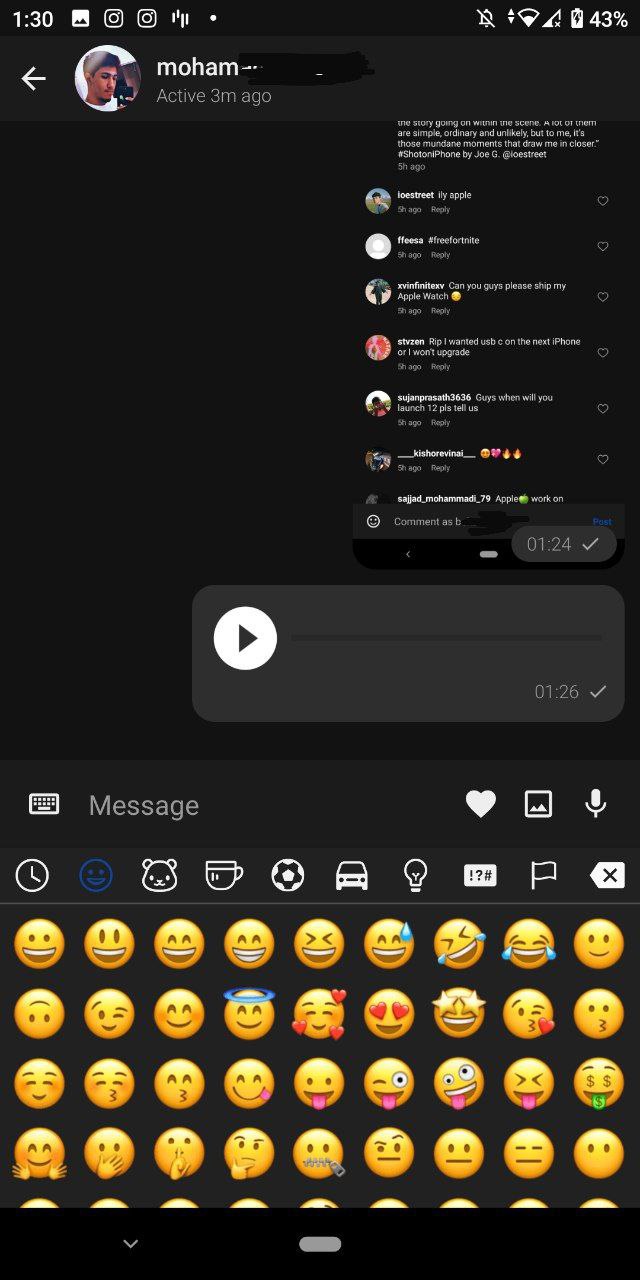 1:30
43%
moham
Active 3m ago
the story going on within the scene. A lot of them
are simple, ordinary and unlikely, but to me, it's
those mundane moments that draw me in closer."
#ShotoniPhone by Joe G. @ioestreet
5h ago
ioestreet ily apple
5h ago Reply
ffeesa #freefortnite
5h ago Reply
xvinfinitexv Can you guys please ship my
Apple Watch 😔
5h ago Reply
stvzen Rip I wanted usb c on the next iPhone
or I won't upgrade
5h ago Reply
sujanprasath3636 Guys when will you
launch 12 pls tell us
5h ago Reply
___kishorevinai___ 😍💖🔥🔥
5h ago Reply
sajjad_mohammadi_79 Apple🍏 work on
Comment as b
Post
01:24
01:26
Message
!?#